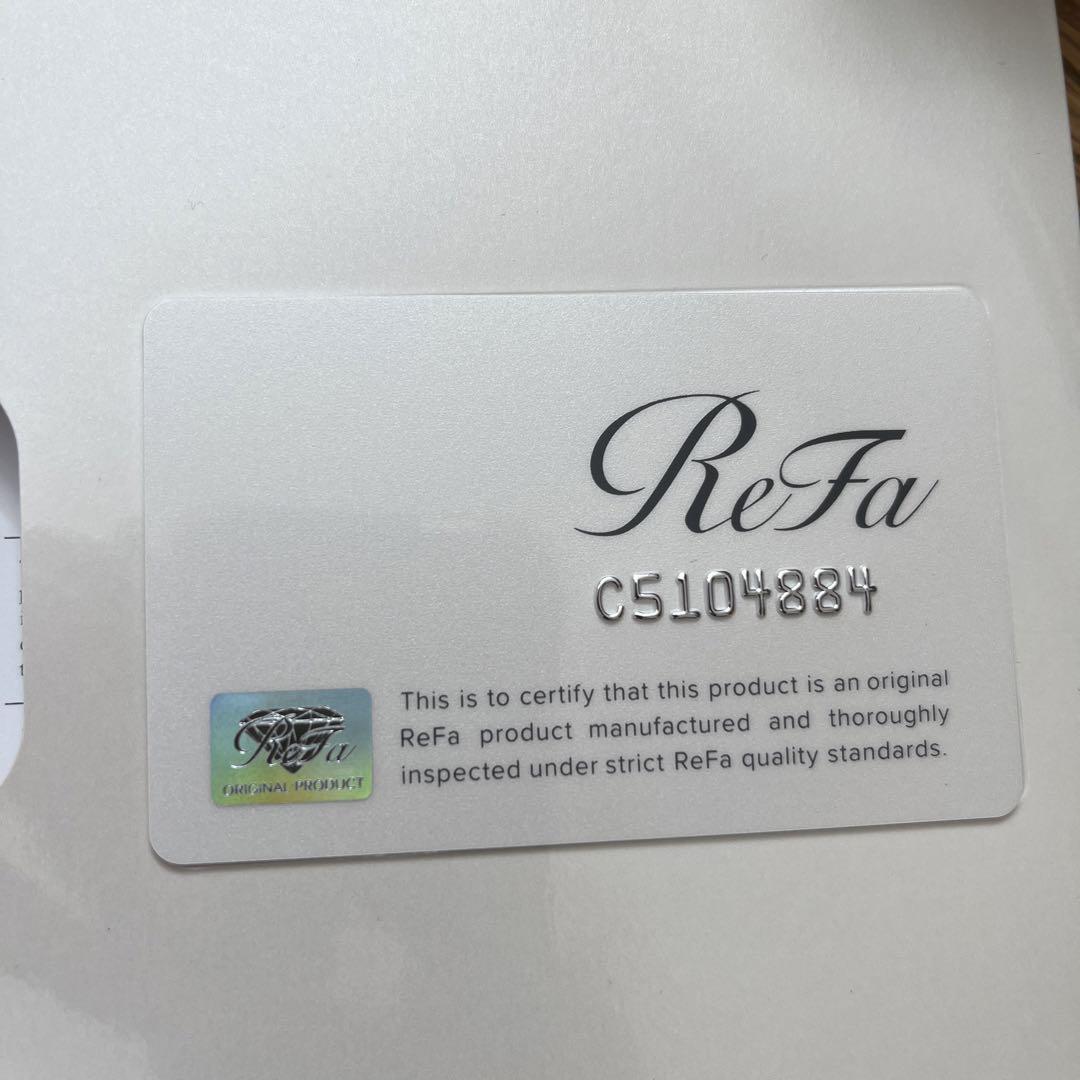 ReFa
C5104884
This is to certify that this product is an original
ReFa product manufactured and thoroughly
inspected under strict ReFa quality standards.
ReFa
ORIGINAL PRODUCT